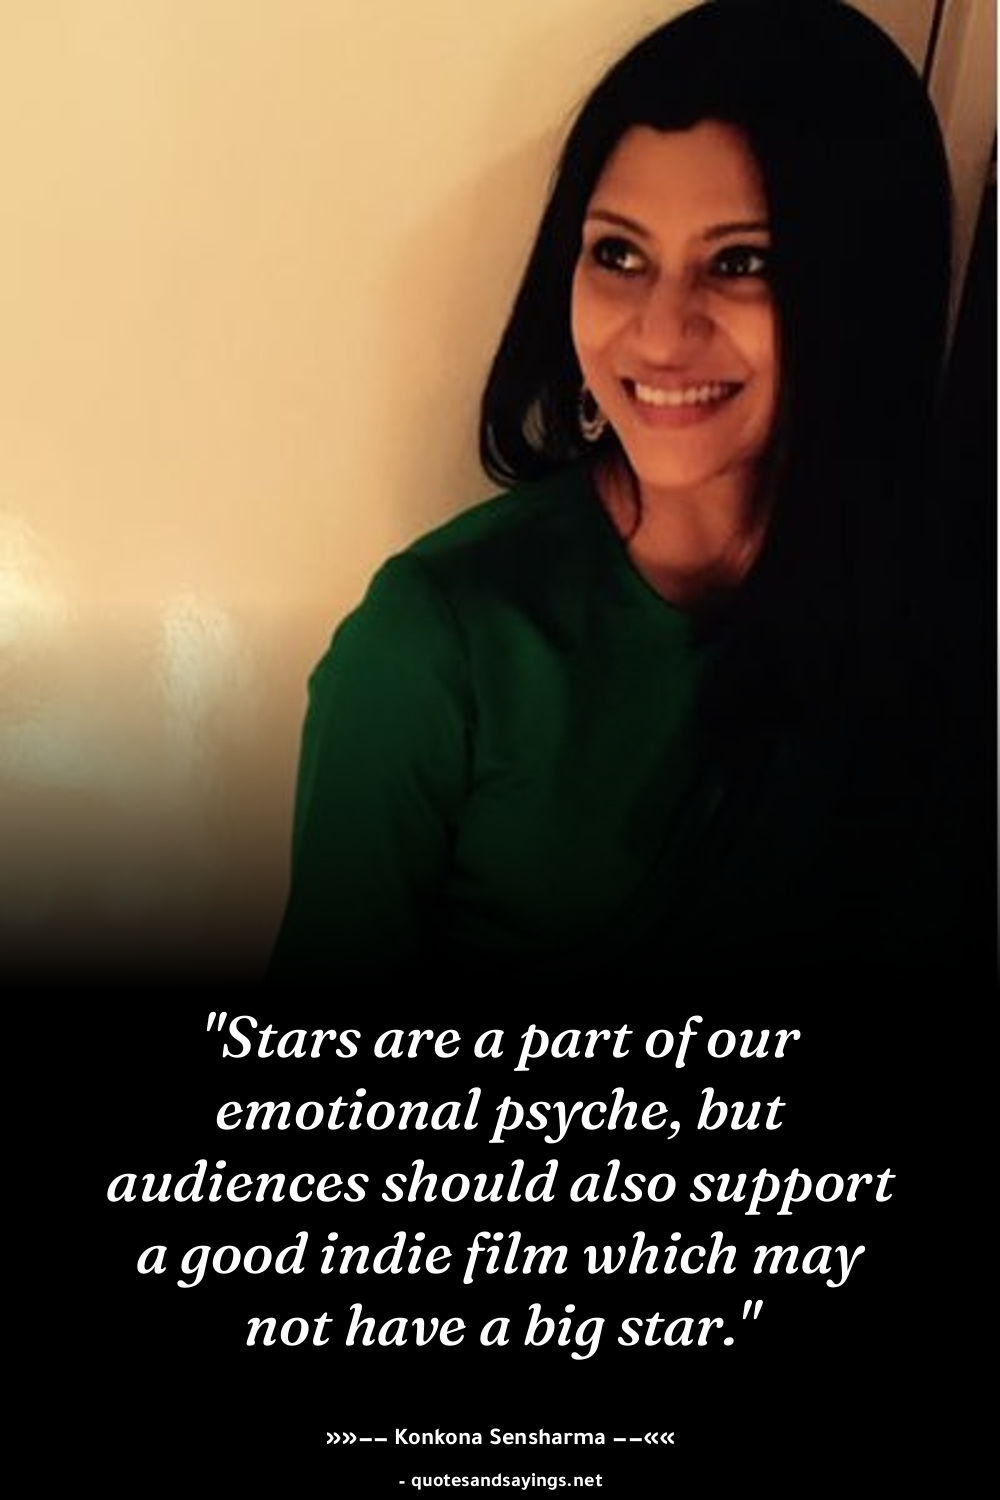 "Stars are a part of our
emotional psyche, but
audiences should also support
a good indie film which may
not have a big star."
»»–– Konkona Sensharma ––««
- quotesandsayings.net